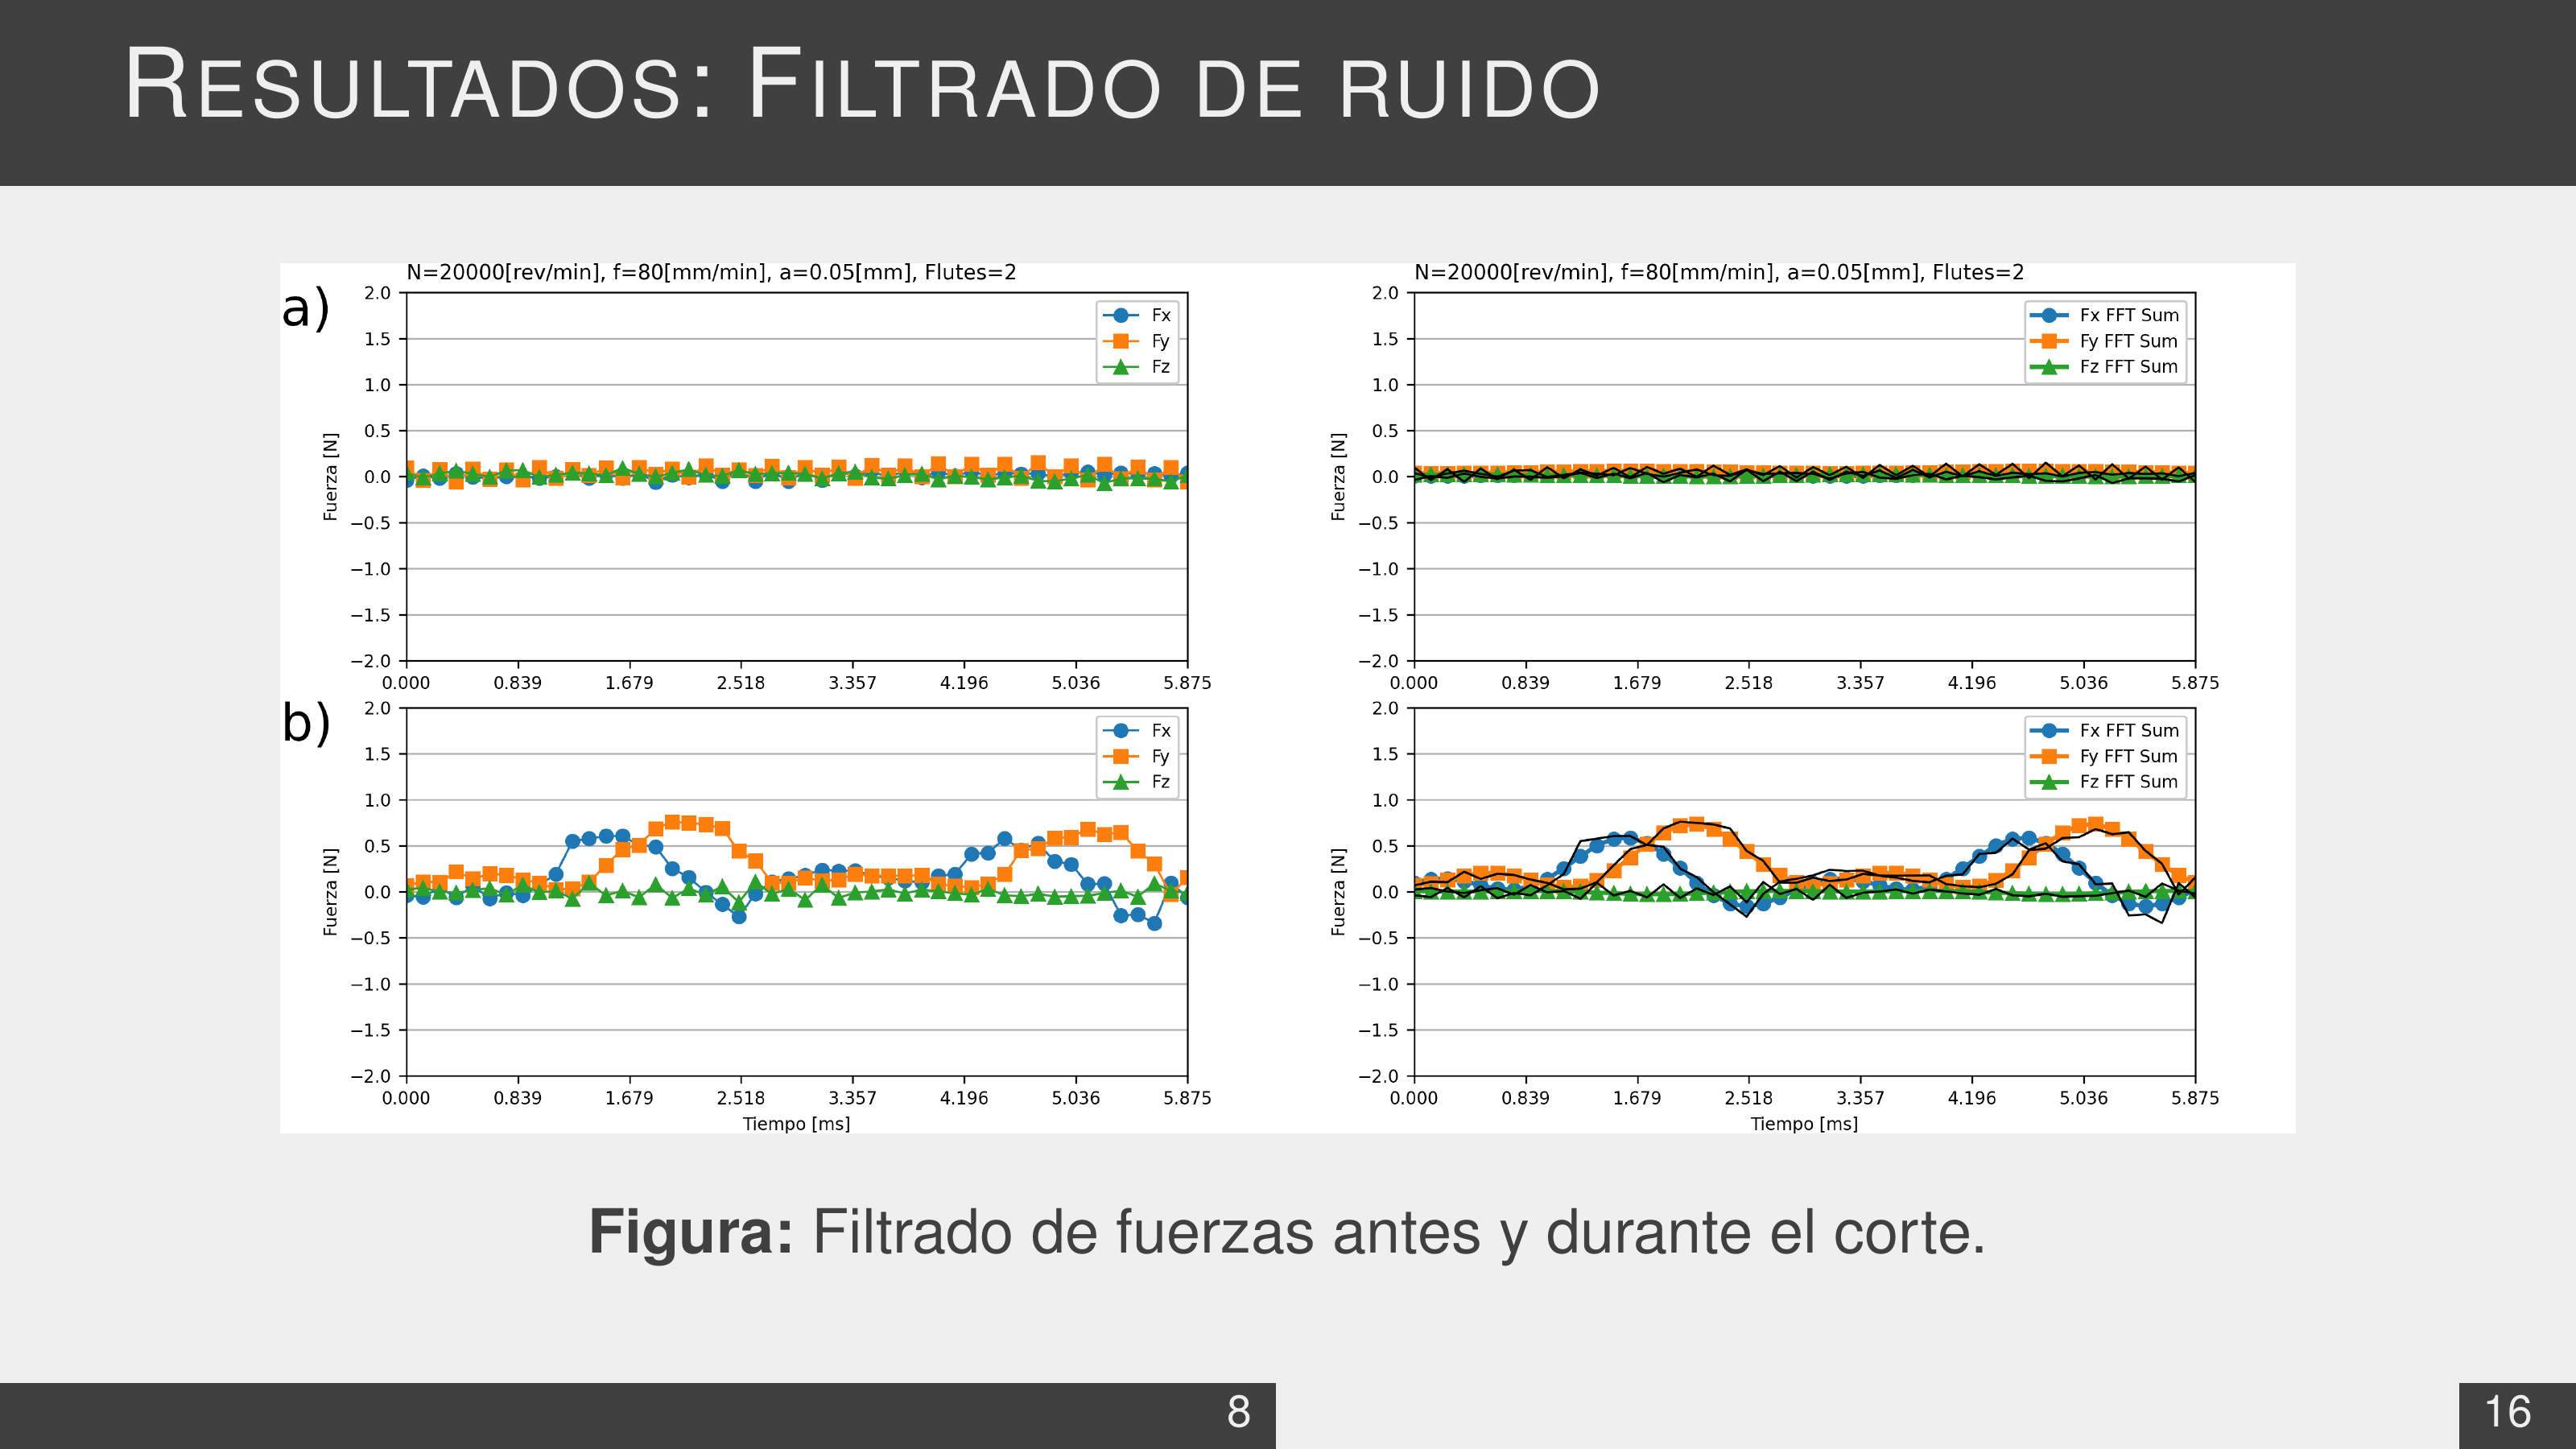 RESULTADOS: FILTRADO DE RUIDO
a)
N=20000[rev/min], f=80[mm/min], a=0.05[mm], Flutes=2
2.0
1.5
1.0
0.5
0.0
−0.5
−1.0
−1.5
−2.0
Fuerza [N]
Fx
Fy
Fz
0.000 0.839 1.679 2.518 3.357 4.196 5.036 5.875
N=20000[rev/min], f=80[mm/min], a=0.05[mm], Flutes=2
2.0
1.5
1.0
0.5
0.0
−0.5
−1.0
−1.5
−2.0
Fuerza [N]
Fx FFT Sum
Fy FFT Sum
Fz FFT Sum
0.000 0.839 1.679 2.518 3.357 4.196 5.036 5.875
b)
2.0
1.5
1.0
0.5
0.0
−0.5
−1.0
−1.5
−2.0
Fuerza [N]
Fx
Fy
Fz
0.000 0.839 1.679 2.518 3.357 4.196 5.036 5.875
Tiempo [ms]
2.0
1.5
1.0
0.5
0.0
−0.5
−1.0
−1.5
−2.0
Fuerza [N]
Fx FFT Sum
Fy FFT Sum
Fz FFT Sum
0.000 0.839 1.679 2.518 3.357 4.196 5.036 5.875
Tiempo [ms]
Figura: Filtrado de fuerzas antes y durante el corte.
8
16